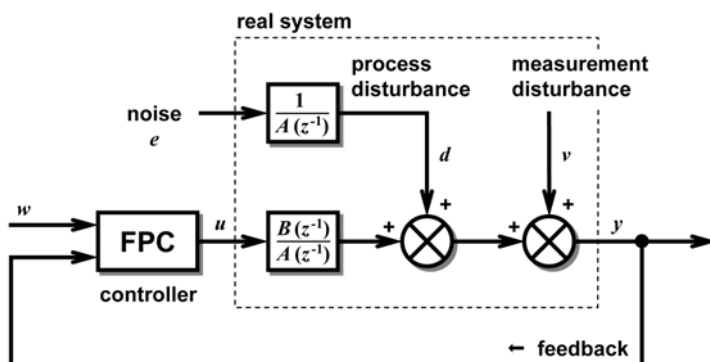 real system
process
disturbance
measurement
disturbance
noise
e
1
A(z⁻¹)
d
v
+
+
w
FPC
controller
u
B(z⁻¹)
A(z⁻¹)
+
+
y
← feedback